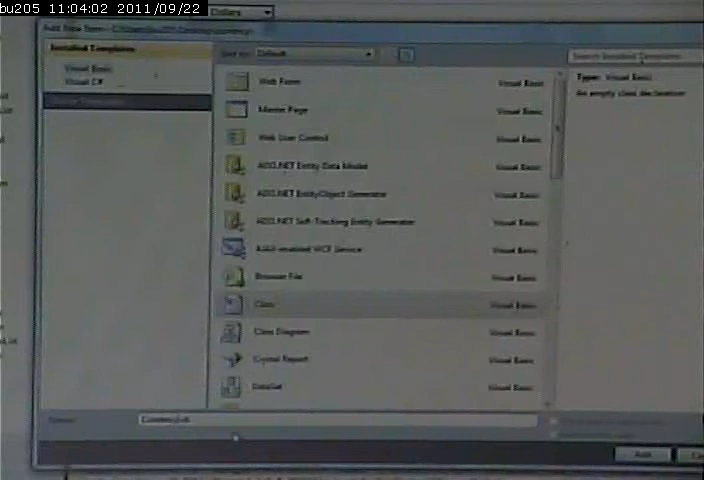 bu205 11:04:02 2011/09/22
Add New Item
Installed Templates
Sort by: Default
Search Installed Templates
Visual Basic
Visual C#
Type: Visual Basic
An empty class declaration
Web Form Visual Basic
Master Page Visual Basic
Web User Control Visual Basic
ADO.NET Entity Data Model Visual Basic
ADO.NET EntityObject Generator Visual Basic
ADO.NET Self-Tracking Entity Generator Visual Basic
AJAX-enabled WCF Service Visual Basic
Browser File Visual Basic
Class Visual Basic
Class Diagram Visual Basic
Crystal Report Visual Basic
DataSet Visual Basic
Name:
Add